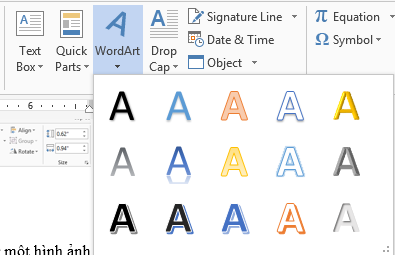 Text
Box
Quick
Parts
WordArt
Drop
Cap
Signature Line
Date & Time
Object
π Equation
Ω Symbol
A A A A A
A A A A A
A A A A A
6
Align
Group
Rotate
0.62"
0.94"
Size
một hình ảnh